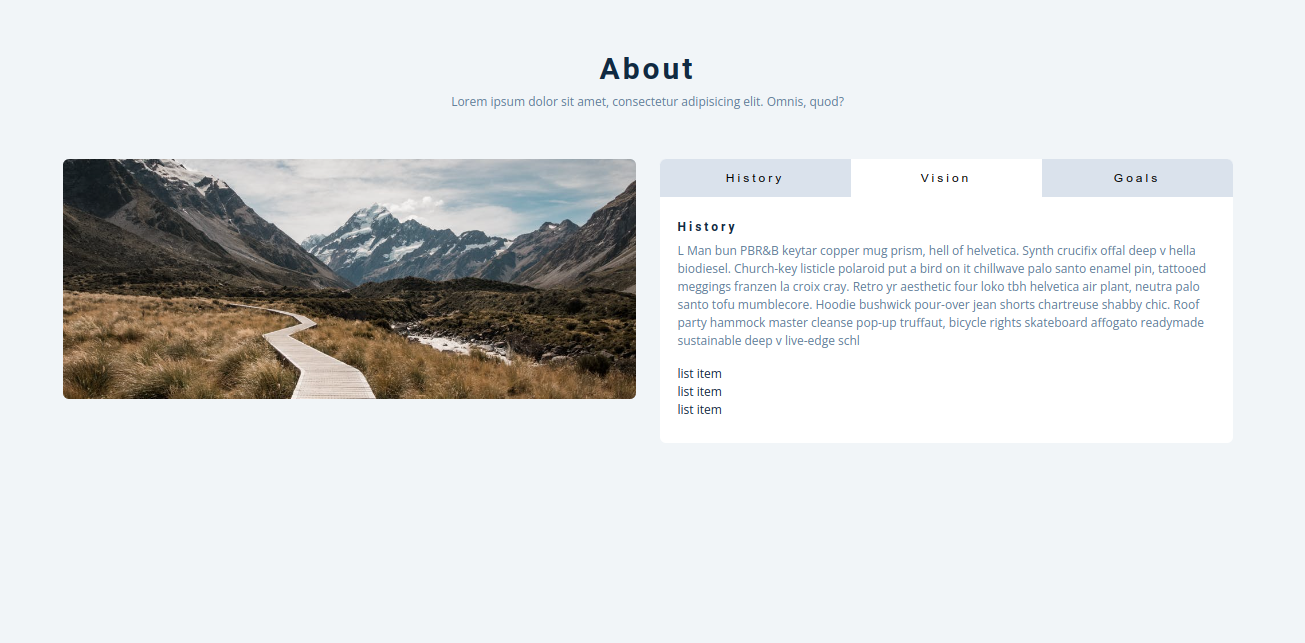 About
Lorem ipsum dolor sit amet, consectetur adipisicing elit. Omnis, quod?
History
Vision
Goals
History
L Man bun PBR&B keytar copper mug prism, hell of helvetica. Synth crucifix offal deep v hella
biodiesel. Church-key listicle polaroid put a bird on it chillwave palo santo enamel pin, tattooed
meggings franzen la croix cray. Retro yr aesthetic four loko tbh helvetica air plant, neutra palo
santo tofu mumblecore. Hoodie bushwick pour-over jean shorts chartreuse shabby chic. Roof
party hammock master cleanse pop-up truffaut, bicycle rights skateboard affogato readymade
sustainable deep v live-edge schl
list item
list item
list item